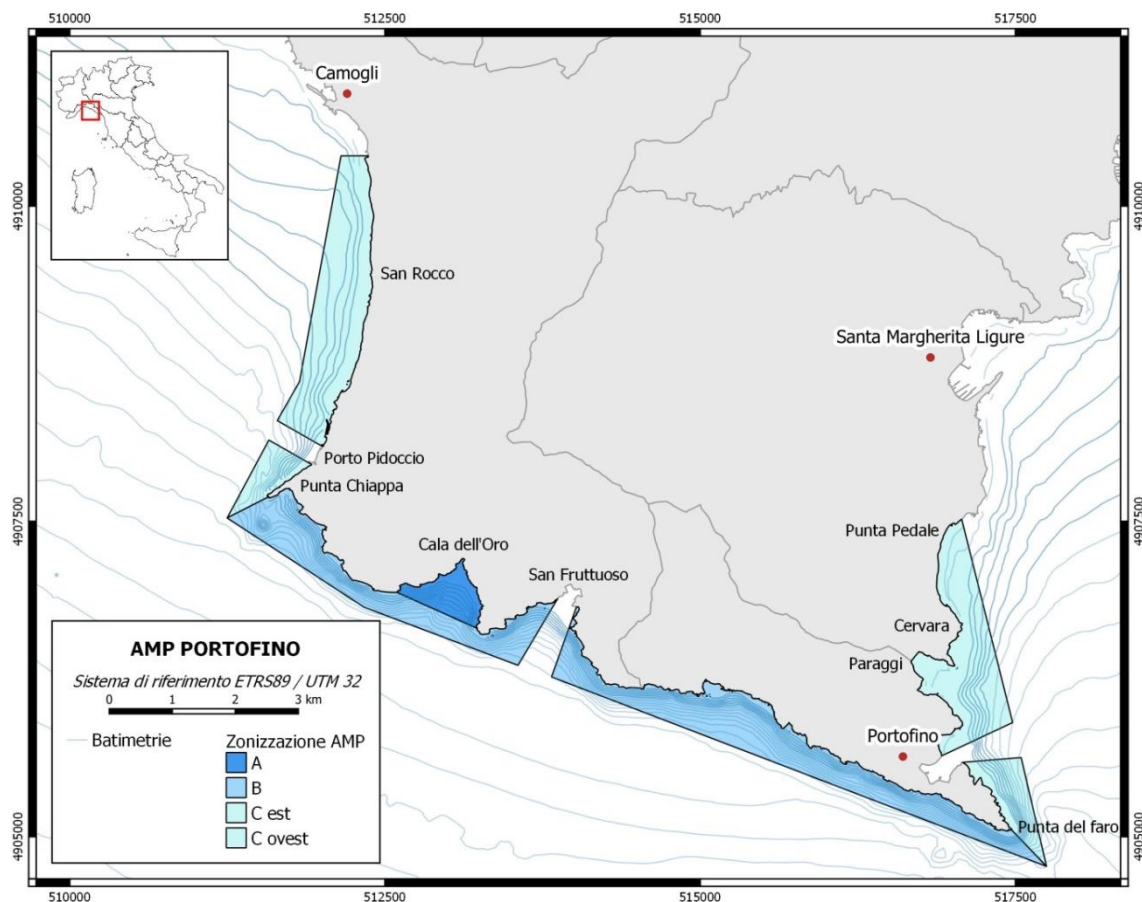 510000
512500
515000
517500
Camogli
4910000
4910000
San Rocco
Santa Margherita Ligure
Porto Pidoccio
Punta Chiappa
4907500
4907500
Punta Pedale
Cala dell'Oro
San Fruttuoso
Cervara
Paraggi
AMP PORTOFINO
Sistema di riferimento ETRS89 / UTM 32
0 1 2 3 km
Batimetrie
Zonizzazione AMP
A
B
C est
C ovest
Portofino
Punta del faro
4905000
4905000
510000
512500
515000
517500